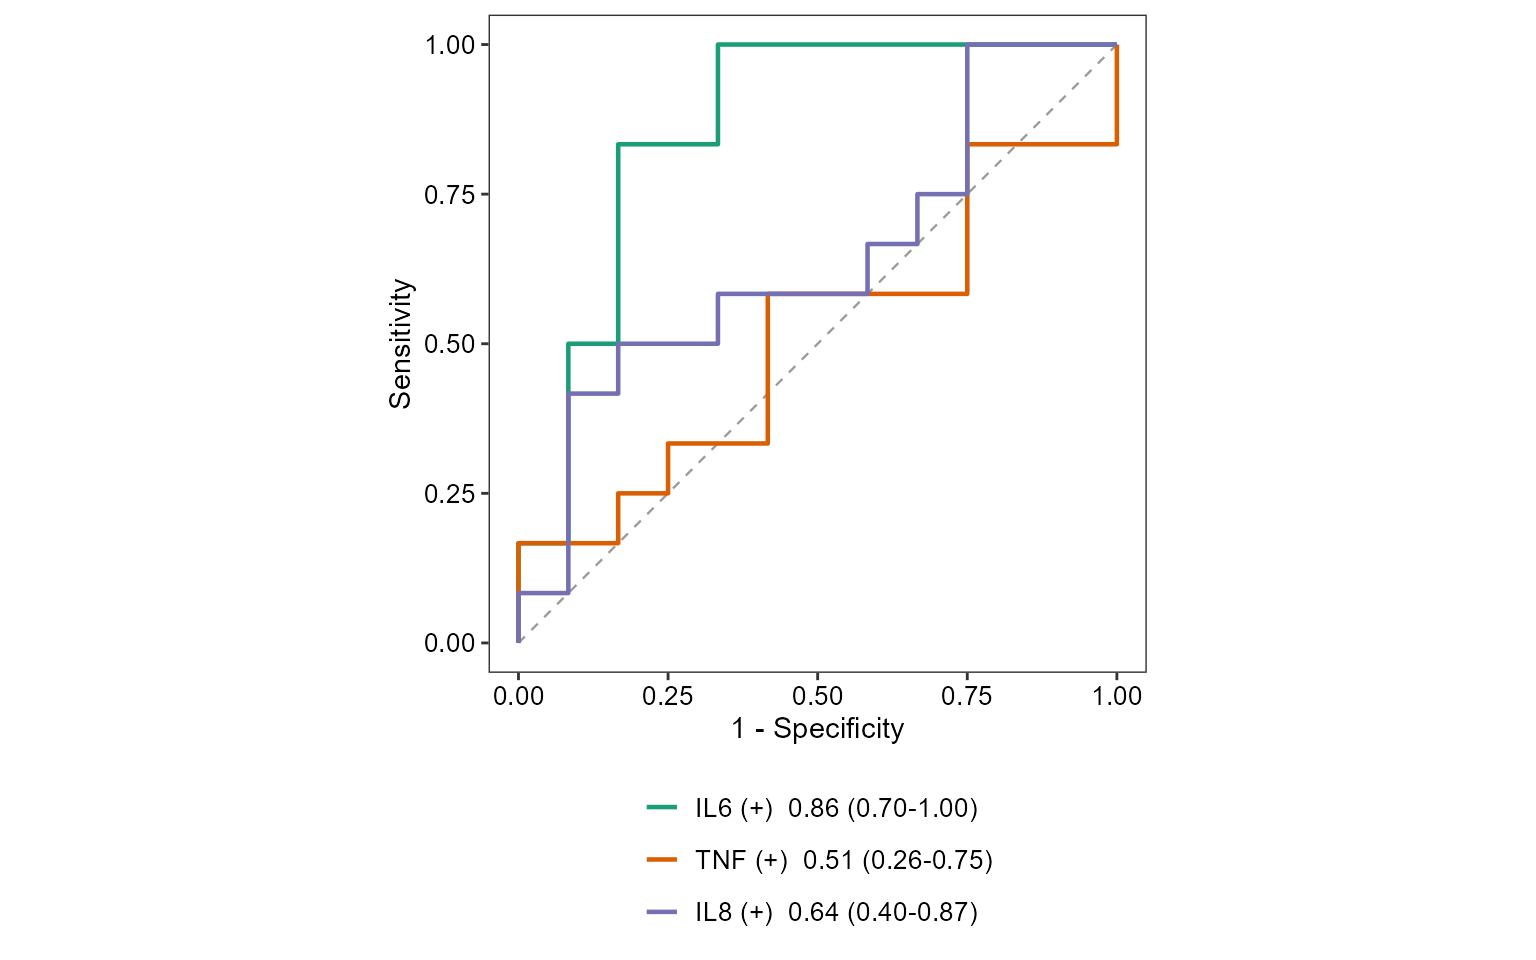 1.00
0.75
0.50
0.25
0.00
Sensitivity
0.00 0.25 0.50 0.75 1.00
1 - Specificity
IL6 (+) 0.86 (0.70-1.00)
TNF (+) 0.51 (0.26-0.75)
IL8 (+) 0.64 (0.40-0.87)